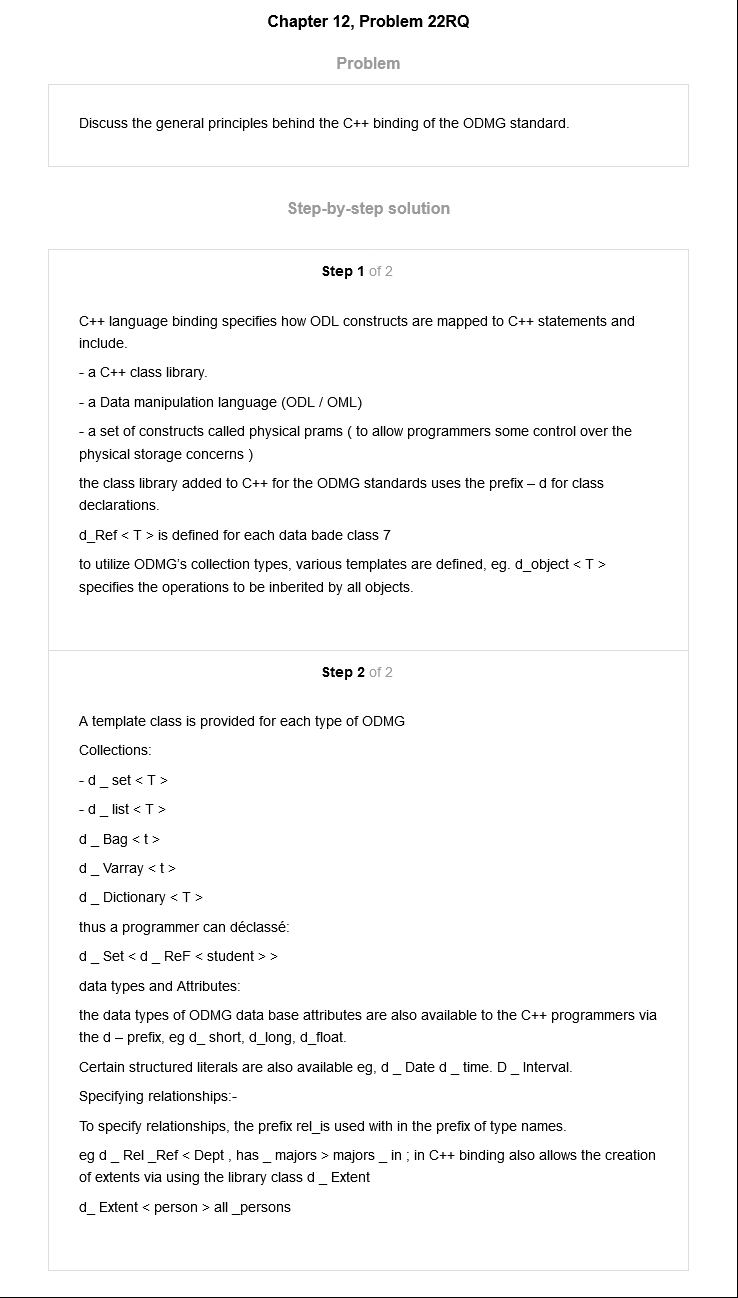 Chapter 12, Problem 22RQ
Problem
Discuss the general principles behind the C++ binding of the ODMG standard.
Step-by-step solution
Step 1 of 2
C++ language binding specifies how ODL constructs are mapped to C++ statements and
include.
- a C++ class library.
- a Data manipulation language (ODL / OML)
- a set of constructs called physical prams ( to allow programmers some control over the
physical storage concerns )
the class library added to C++ for the ODMG standards uses the prefix – d for class
declarations.
d_Ref < T > is defined for each data bade class 7
to utilize ODMG's collection types, various templates are defined, eg. d_object < T >
specifies the operations to be inberited by all objects.
Step 2 of 2
A template class is provided for each type of ODMG
Collections:
- d _ set < T >
- d _ list < T >
d _ Bag < t >
d _ Varray < t >
d _ Dictionary < T >
thus a programmer can déclassé:
d _ Set < d _ ReF < student > >
data types and Attributes:
the data types of ODMG data base attributes are also available to the C++ programmers via
the d – prefix, eg d_ short, d_long, d_float.
Certain structured literals are also available eg, d _ Date d _ time. D _ Interval.
Specifying relationships:-
To specify relationships, the prefix rel_is used with in the prefix of type names.
eg d _ Rel _Ref < Dept , has _ majors > majors _ in ; in C++ binding also allows the creation
of extents via using the library class d _ Extent
d_ Extent < person > all _persons